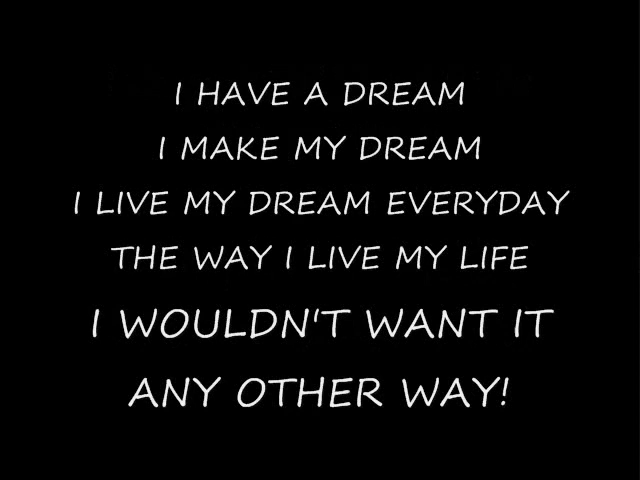 I HAVE A DREAM
I MAKE MY DREAM
I LIVE MY DREAM EVERYDAY
THE WAY I LIVE MY LIFE
I WOULDN'T WANT IT
ANY OTHER WAY!